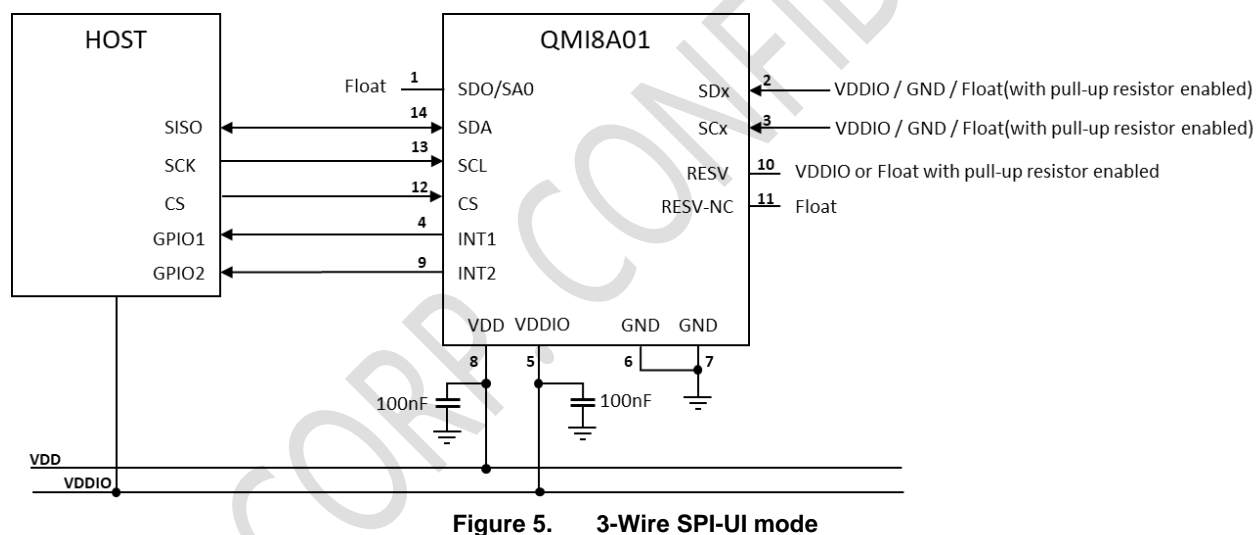 HOST
QMI8A01
Float 1 SDO/SA0
SDx 2 VDDIO / GND / Float(with pull-up resistor enabled)
SISO 14 SDA
SCx 3 VDDIO / GND / Float(with pull-up resistor enabled)
SCK 13 SCL
RESV 10 VDDIO or Float with pull-up resistor enabled
CS 12 CS
RESV-NC 11 Float
GPIO1 4 INT1
GPIO2 9 INT2
VDD VDDIO GND GND
8 5 6 7
100nF 100nF
VDD
VDDIO
CORP. CONFID
Figure 5. 3-Wire SPI-UI mode